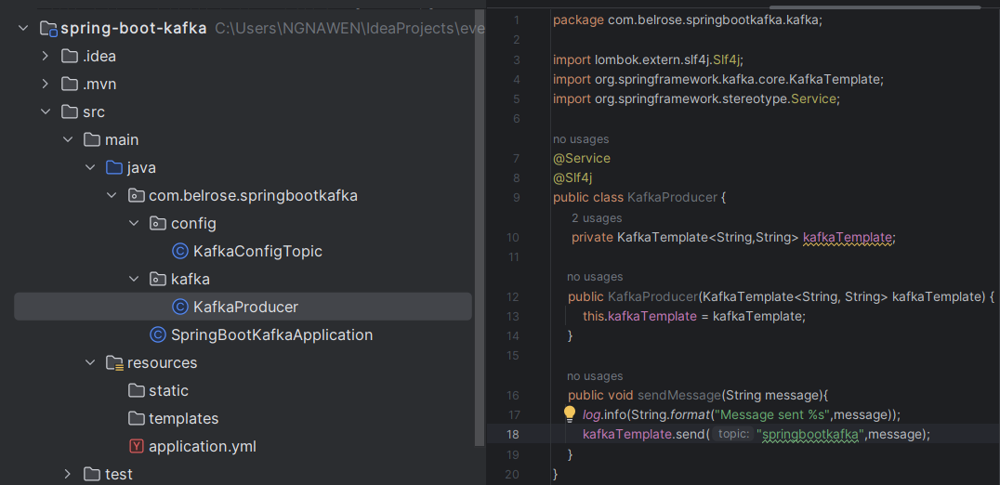 spring-boot-kafka C:\Users\NGNAWEN\IdeaProjects\eve
.idea
.mvn
src
main
java
com.belrose.springbootkafka
config
KafkaConfigTopic
kafka
KafkaProducer
SpringBootKafkaApplication
resources
static
templates
application.yml
test
1 package com.belrose.springbootkafka.kafka;
2
3 import lombok.extern.slf4j.Slf4j;
4 import org.springframework.kafka.core.KafkaTemplate;
5 import org.springframework.stereotype.Service;
6
no usages
7 @Service
8 @Slf4j
9 public class KafkaProducer {
2 usages
10 private KafkaTemplate<String,String> kafkaTemplate;
11
no usages
12 public KafkaProducer(KafkaTemplate<String, String> kafkaTemplate) {
13 this.kafkaTemplate = kafkaTemplate;
14 }
15
no usages
16 public void sendMessage(String message){
17 log.info(String.format("Message sent %s",message));
18 kafkaTemplate.send( topic: "springbootkafka",message);
19 }
20 }